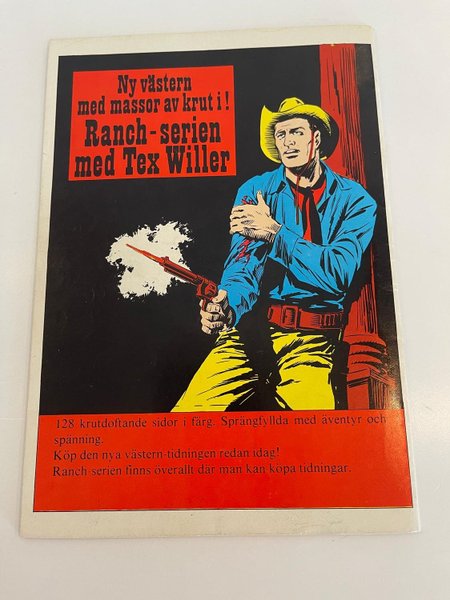 Ny västern
med massor av krut i!
Ranch-serien
med Tex Willer
128 krutdoftande sidor i färg. Sprängfyllda med äventyr och
spänning.
Köp den nya västern-tidningen redan idag!
Ranch-serien finns överallt där man kan köpa tidningar.